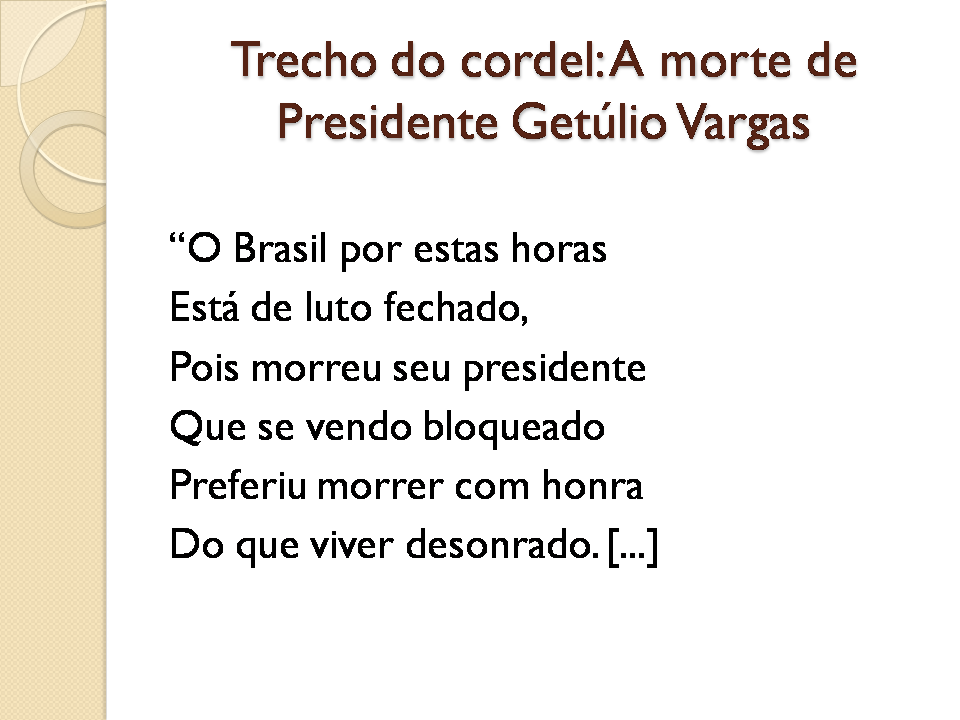 Trecho do cordel: A morte de
Presidente Getúlio Vargas
“O Brasil por estas horas
Está de luto fechado,
Pois morreu seu presidente
Que se vendo bloqueado
Preferiu morrer com honra
Do que viver desonrado. [...]